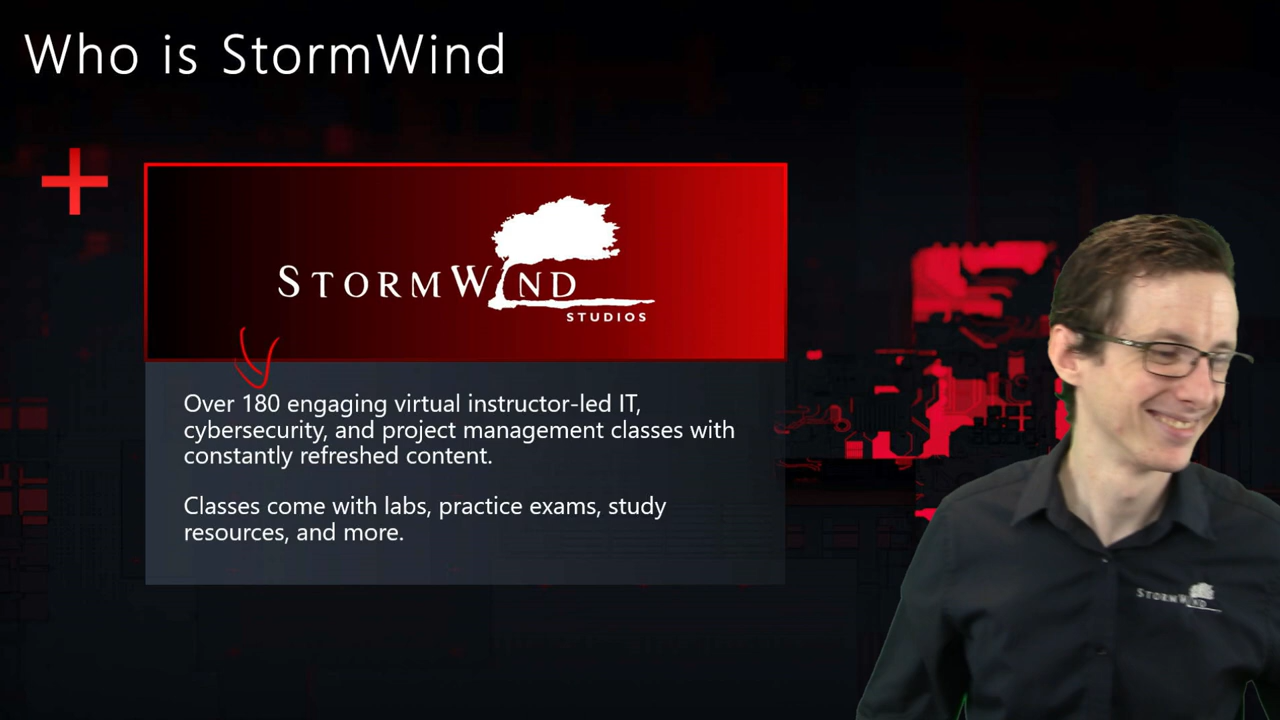 Who is StormWind
STORMWIND
STUDIOS
Over 180 engaging virtual instructor-led IT,
cybersecurity, and project management classes with
constantly refreshed content.
Classes come with labs, practice exams, study
resources, and more.
STORMWIND